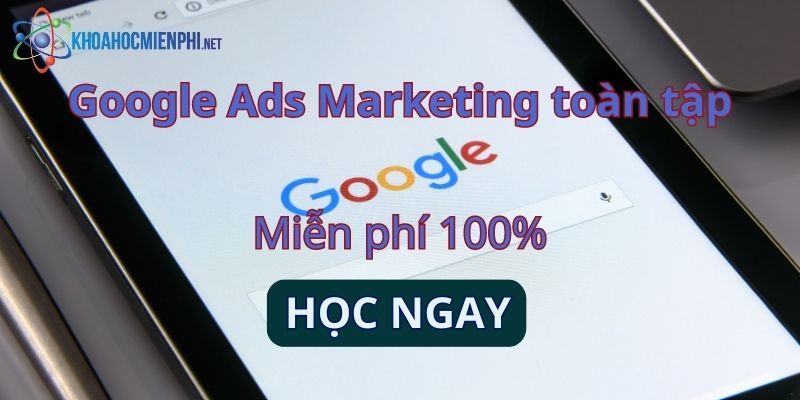 KHOAHOCMIENPHI.NET
Google Ads Marketing toàn tập
Google
Miễn phí 100%
HỌC NGAY